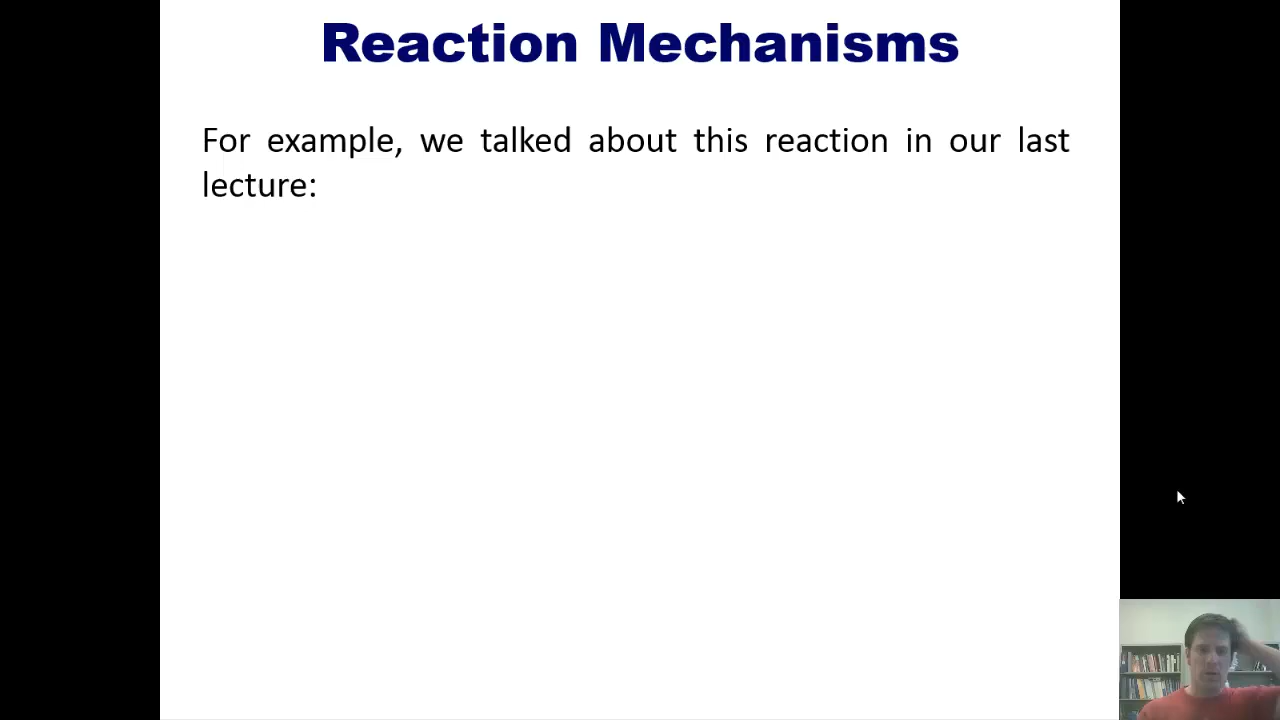 Reaction Mechanisms
For example, we talked about this reaction in our last
lecture: